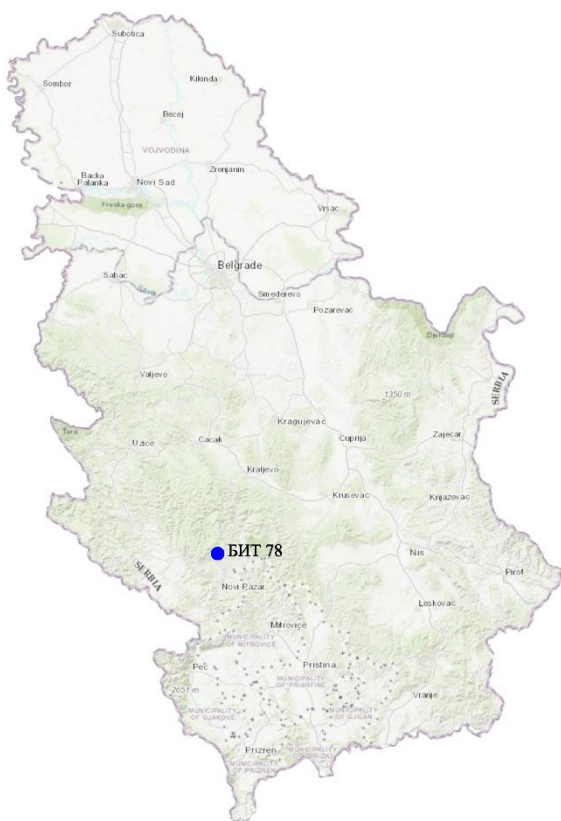 Subotica
Kikinda
Sombor
Becej
VOJVODINA
Zrenjanin
Backa
Palanka
Novi Sad
Fruska gora
Vrsac
Belgrade
Sabac
Sava
Smederevo
Pozarevac
Djerdap
Valjevo
1350 m
SERBIA
Tara
Kragujevac
Uzice
Cacak
Cuprija
Zajecar
Kraljevo
Krusevac
Knjazevac
БИТ 78
Nis
SERBIA
Pirot
Novi Pazar
Leskovac
Mitrovice
MUNICIPALITY
OF MITROVICE
Pec
Pristina
2651 m
MUNICIPALITY
OF PRISHTINE
Vranje
MUNICIPALITY
OF GJAKOVE
MUNICIPALITY
OF GJILAN
Prizren
MUNICIPALITY
OF PRIZREN
MUNICIPALITY